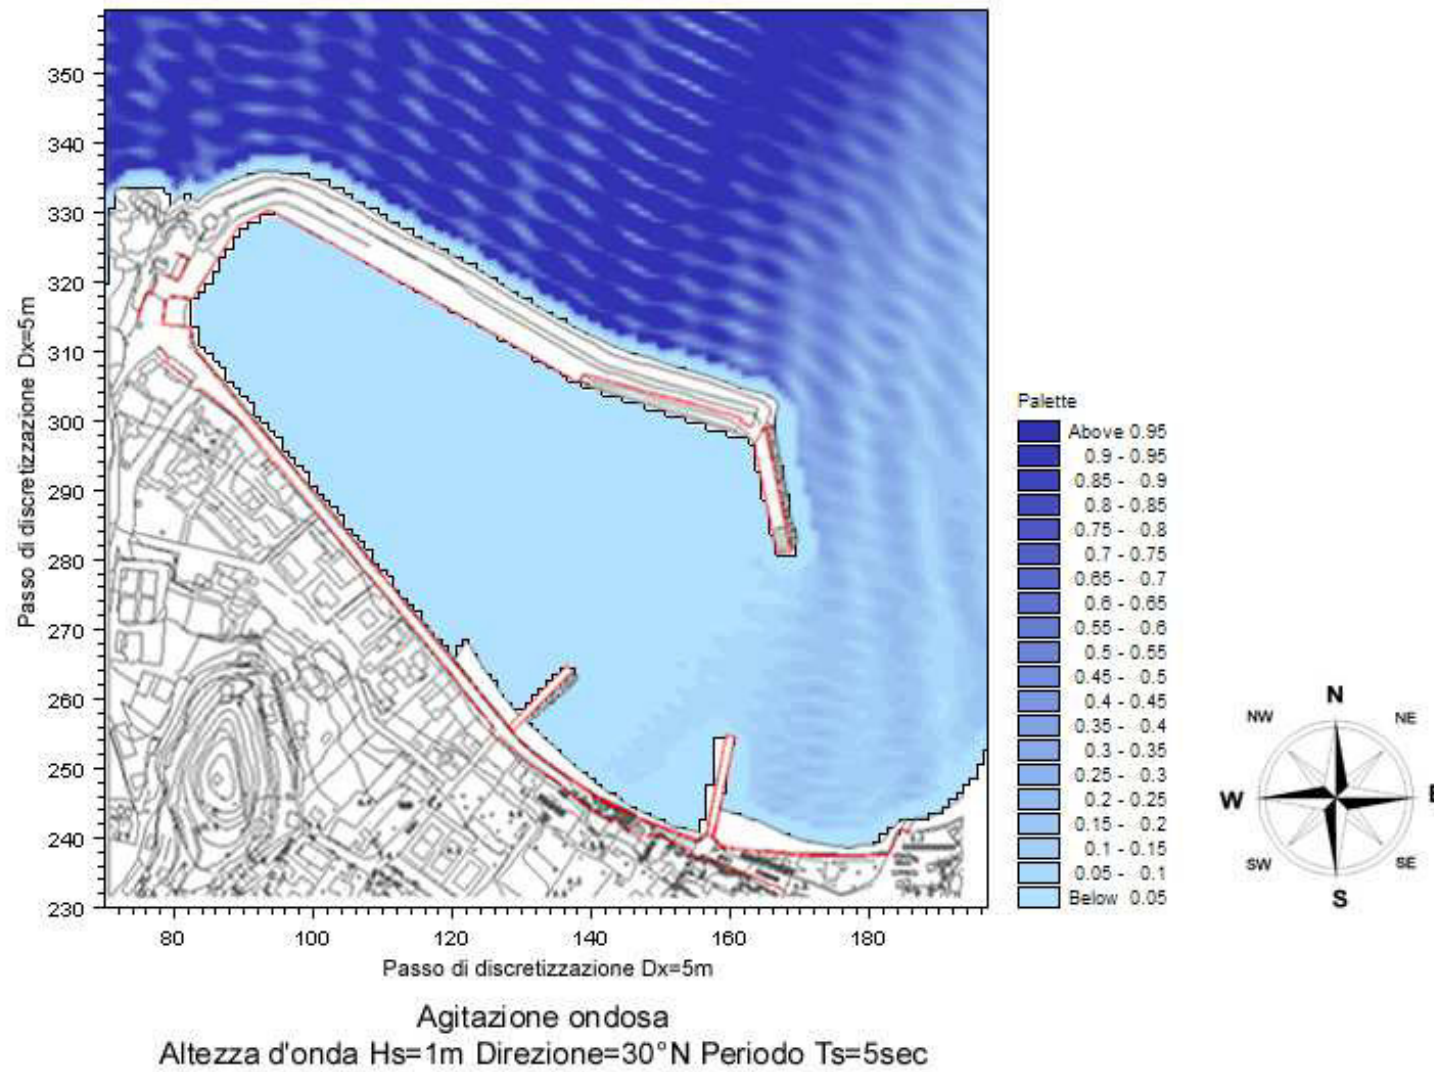 350
340
330
320
310
300
290
280
270
260
250
240
230
Passo di discretizzazione Dx=5m
80 100 120 140 160 180
Passo di discretizzazione Dx=5m
Palette
Above 0.95
0.9 - 0.95
0.85 - 0.9
0.8 - 0.85
0.75 - 0.8
0.7 - 0.75
0.65 - 0.7
0.6 - 0.65
0.55 - 0.6
0.5 - 0.55
0.45 - 0.5
0.4 - 0.45
0.35 - 0.4
0.3 - 0.35
0.25 - 0.3
0.2 - 0.25
0.15 - 0.2
0.1 - 0.15
0.05 - 0.1
Below 0.05
N
NW NE
W E
SW SE
S
Agitazione ondosa
Altezza d'onda Hs=1m Direzione=30°N Periodo Ts=5sec